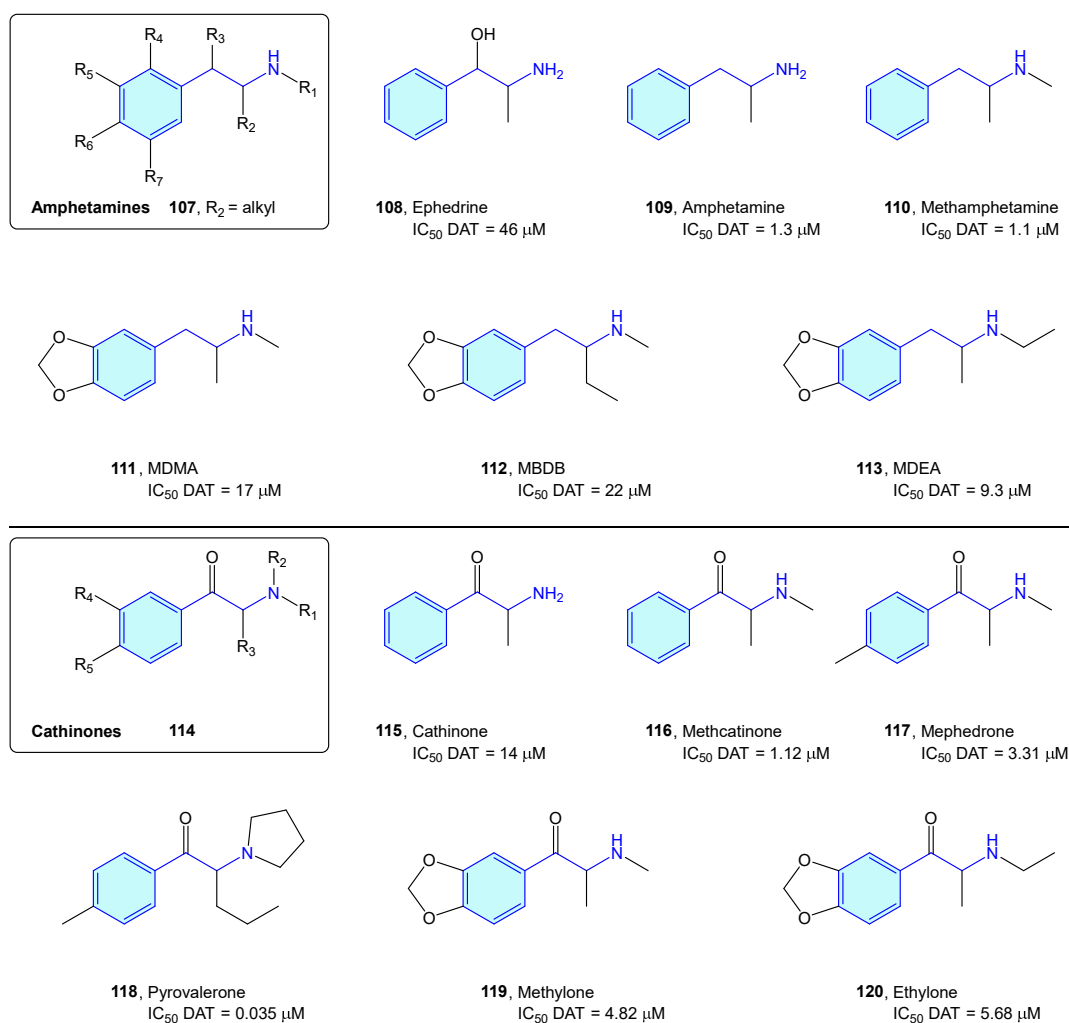 R4 R3 H
R5 N R1
R6 R2
R7
Amphetamines 107, R2 = alkyl
OH
NH2
108, Ephedrine
IC50 DAT = 46 μM
NH2
109, Amphetamine
IC50 DAT = 1.3 μM
H
N
110, Methamphetamine
IC50 DAT = 1.1 μM
O
O
H
N
111, MDMA
IC50 DAT = 17 μM
O
O
H
N
112, MBDB
IC50 DAT = 22 μM
O
O
H
N
113, MDEA
IC50 DAT = 9.3 μM
O R2
R4 N R1
R5 R3
Cathinones 114
O
NH2
115, Cathinone
IC50 DAT = 14 μM
O
H
N
116, Methcatinone
IC50 DAT = 1.12 μM
O
H
N
117, Mephedrone
IC50 DAT = 3.31 μM
O
N
118, Pyrovalerone
IC50 DAT = 0.035 μM
O
O
O
H
N
119, Methylone
IC50 DAT = 4.82 μM
O
O
O
H
N
120, Ethylone
IC50 DAT = 5.68 μM